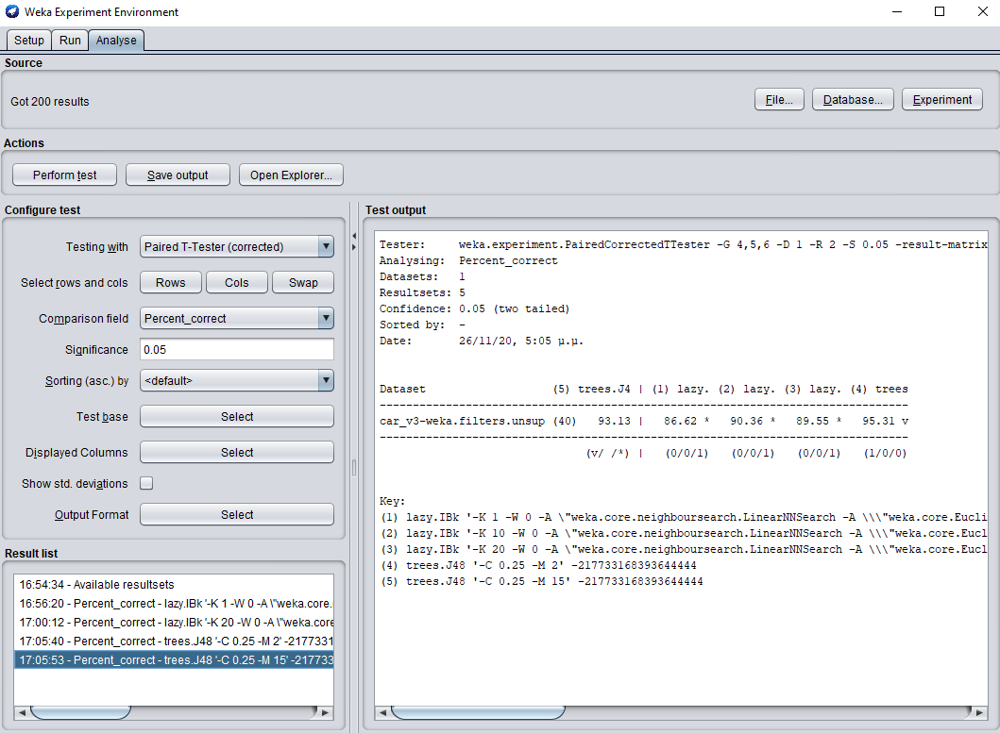 Weka Experiment Environment
Setup Run Analyse
Source
Got 200 results
File... Database... Experiment
Actions
Perform test Save output Open Explorer...
Configure test
Testing with Paired T-Tester (corrected)
Select rows and cols Rows Cols Swap
Comparison field Percent_correct
Significance 0.05
Sorting (asc.) by <default>
Test base Select
Displayed Columns Select
Show std. deviations
Output Format Select
Result list
16:54:34 - Available resultsets
16:56:20 - Percent_correct - lazy.IBk '-K 1 -W 0 -A \"weka.core.
17:00:12 - Percent_correct - lazy.IBk '-K 20 -W 0 -A \"weka.core
17:05:40 - Percent_correct - trees.J48 '-C 0.25 -M 2' -2177331
17:05:53 - Percent_correct - trees.J48 '-C 0.25 -M 15' -217733
Test output
Tester: weka.experiment.PairedCorrectedTTester -G 4,5,6 -D 1 -R 2 -S 0.05 -result-matrix
Analysing: Percent_correct
Datasets: 1
Resultsets: 5
Confidence: 0.05 (two tailed)
Sorted by: -
Date: 26/11/20, 5:05 μ.μ.
Dataset (5) trees.J4 | (1) lazy. (2) lazy. (3) lazy. (4) trees
--------------------------------------------------------------------------------
car_v3-weka.filters.unsup (40) 93.13 | 86.62 * 90.36 * 89.55 * 95.31 v
--------------------------------------------------------------------------------
(v/ /*) | (0/0/1) (0/0/1) (0/0/1) (1/0/0)
Key:
(1) lazy.IBk '-K 1 -W 0 -A \"weka.core.neighboursearch.LinearNNSearch -A \\\"weka.core.Eucli
(2) lazy.IBk '-K 10 -W 0 -A \"weka.core.neighboursearch.LinearNNSearch -A \\\"weka.core.Eucl
(3) lazy.IBk '-K 20 -W 0 -A \"weka.core.neighboursearch.LinearNNSearch -A \\\"weka.core.Eucl
(4) trees.J48 '-C 0.25 -M 2' -217733168393644444
(5) trees.J48 '-C 0.25 -M 15' -217733168393644444